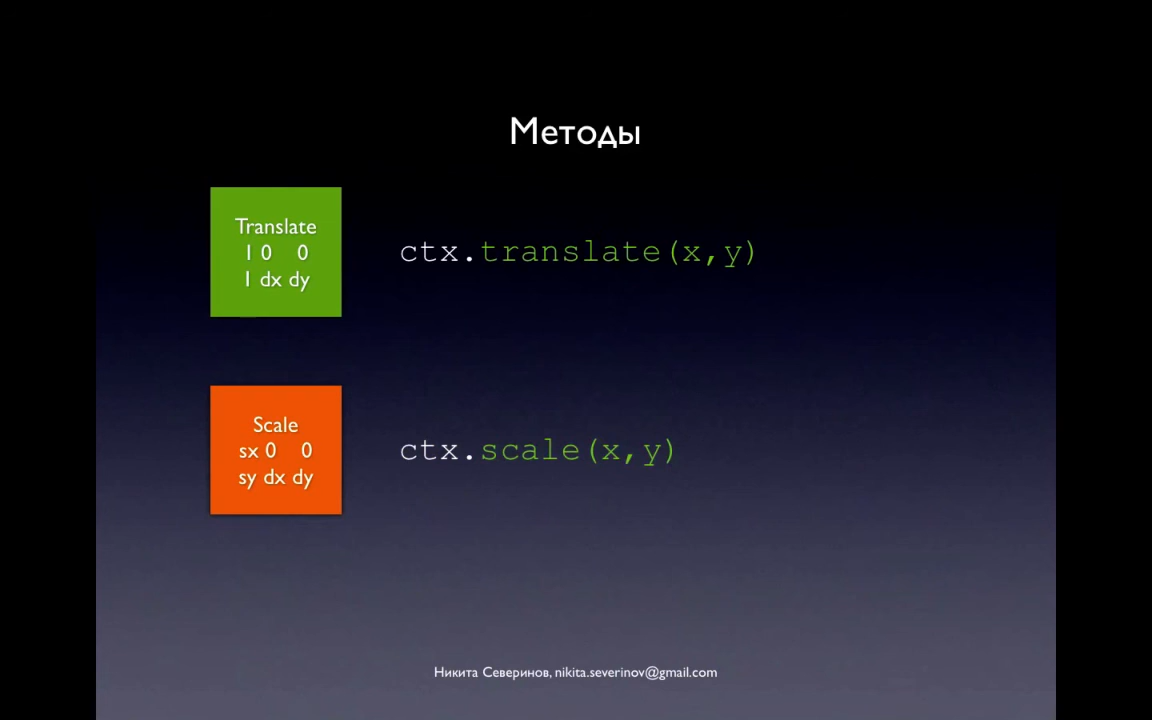 Методы
Translate
1 0 0
1 dx dy
ctx.translate(x,y)
Scale
sx 0 0
sy dx dy
ctx.scale(x,y)
Никита Северинов, nikita.severinov@gmail.com